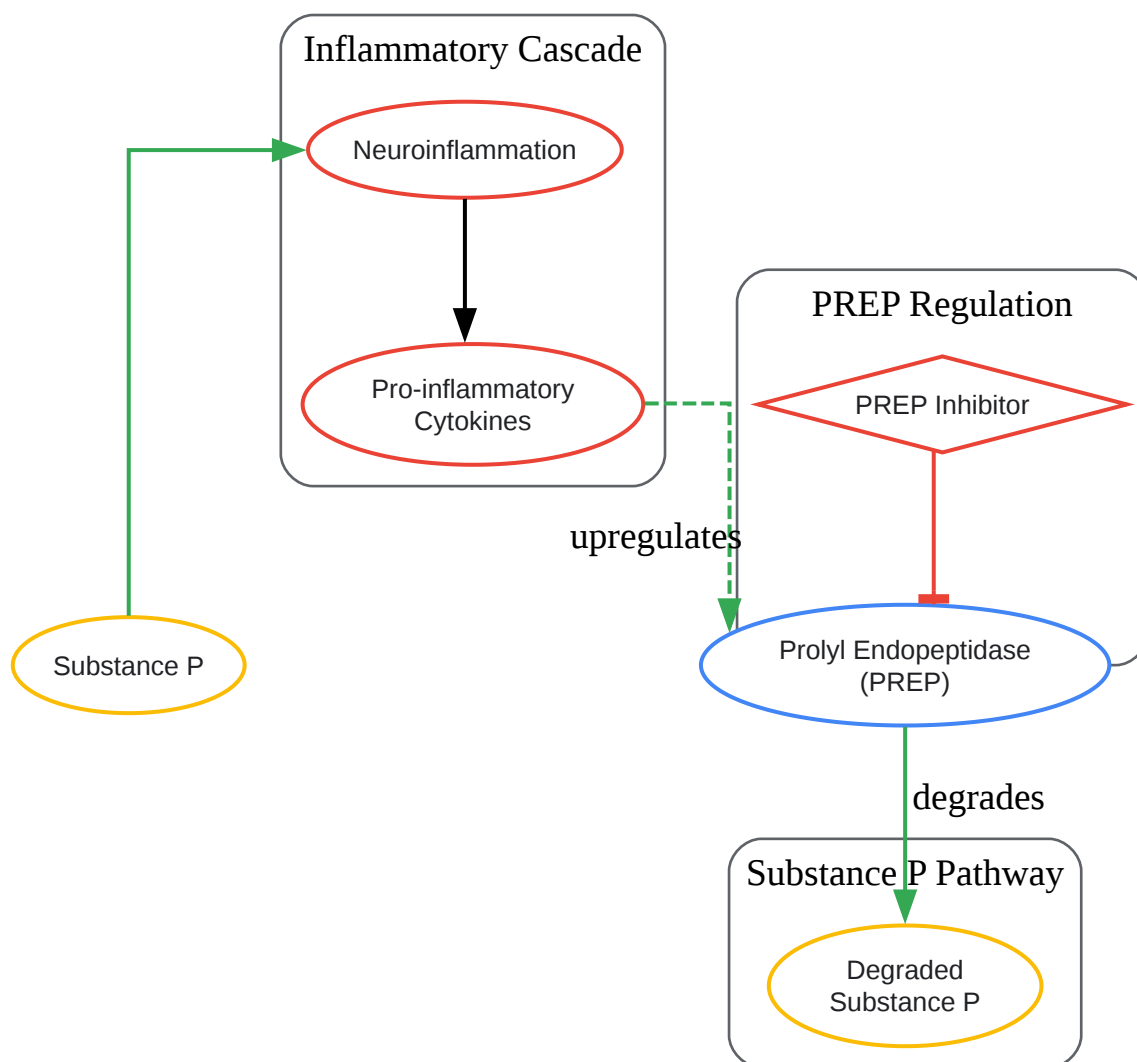 Inflammatory Cascade
Neuroinflammation
Pro-inflammatory
Cytokines
PREP Regulation
PREP Inhibitor
upregulates
Substance P
Prolyl Endopeptidase
(PREP)
degrades
Substance P Pathway
Degraded
Substance P